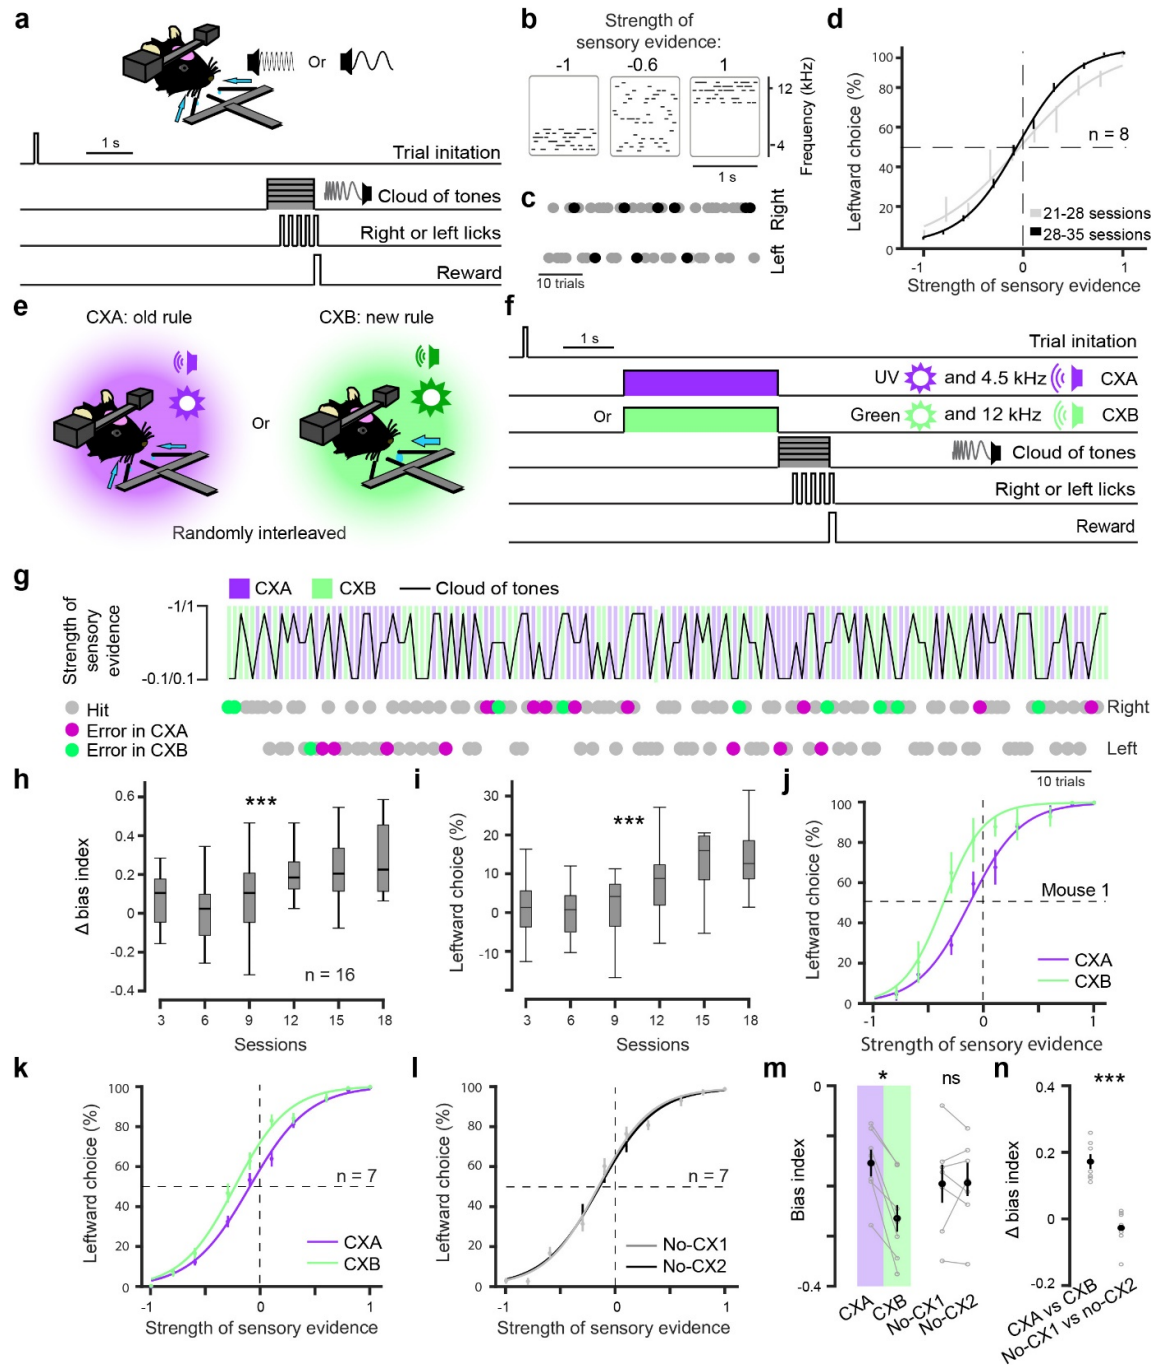 a
Or
1 s
Trial initation
Cloud of tones
Right or left licks
Reward
b
Strength of
sensory evidence:
-1 -0.6 1
12
4
Frequency (kHz)
1 s
c
Right
Left
10 trials
d
Leftward choice (%)
100
80
60
40
20
0
n = 8
21-28 sessions
28-35 sessions
-1 0 1
Strength of sensory evidence
e
CXA: old rule
CXB: new rule
Or
Randomly interleaved
f
1 s
Trial initation
UV and 4.5 kHz CXA
Or
Green and 12 kHz CXB
Cloud of tones
Right or left licks
Reward
g
CXA CXB Cloud of tones
Strength of
sensory
evidence
-1/1
-0.1/0.1
Hit
Error in CXA
Error in CXB
Right
Left
10 trials
h
Δ bias index
0.6
0.4
0.2
0
-0.2
-0.4
***
n = 16
3 6 9 12 15 18
Sessions
i
Leftward choice (%)
30
20
10
0
-10
***
3 6 9 12 15 18
Sessions
j
Leftward choice (%)
100
80
60
40
20
0
Mouse 1
CXA
CXB
-1 0 1
Strength of sensory evidence
k
Leftward choice (%)
100
80
60
40
20
0
n = 7
CXA
CXB
-1 0 1
Strength of sensory evidence
l
Leftward choice (%)
100
80
60
40
20
0
n = 7
No-CX1
No-CX2
-1 0 1
Strength of sensory evidence
m
Bias index
0
-0.4
*
ns
CXA
CXB
No-CX1
No-CX2
n
Δ bias index
0.4
0.2
0
-0.2
***
CXA vs CXB
No-CX1 vs no-CX2